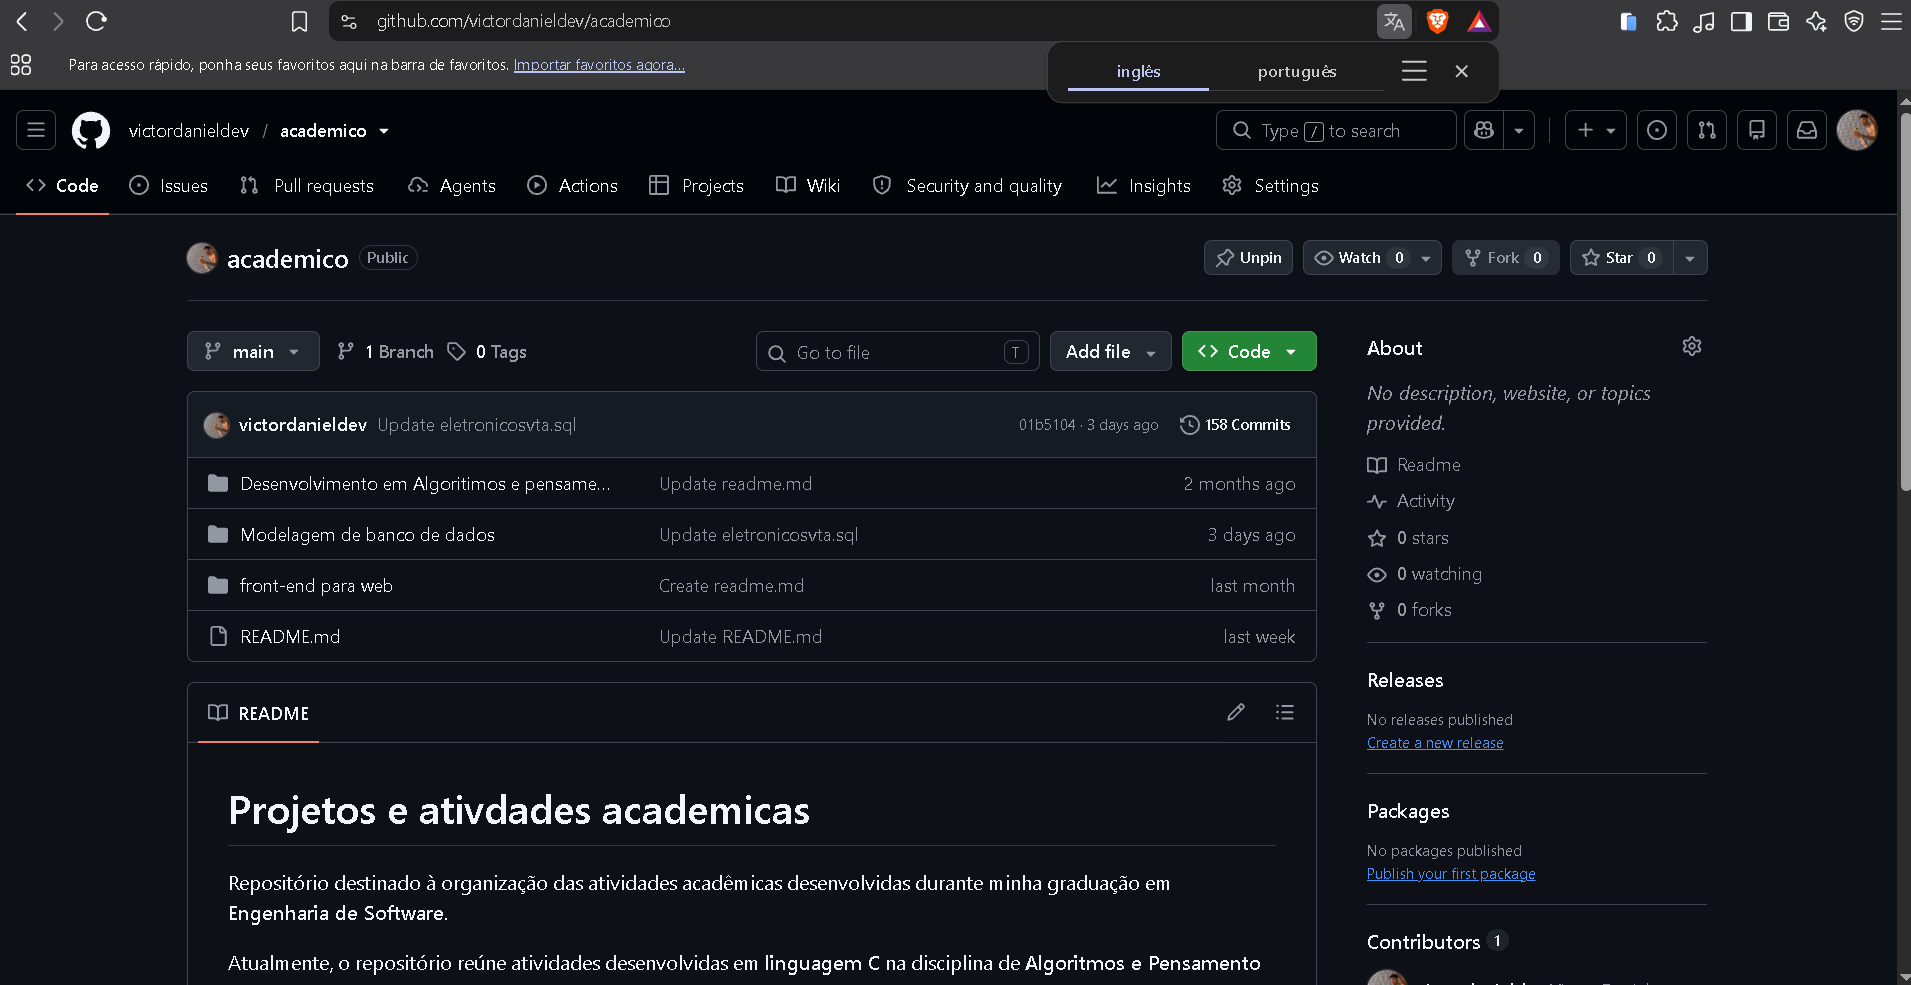 github.com/victordanieldev/academico
Para acesso rápido, ponha seus favoritos aqui na barra de favoritos. Importar favoritos agora...
inglês português
victordanieldev / academico
Type / to search
Code Issues Pull requests Agents Actions Projects Wiki Security and quality Insights Settings
academico Public
Unpin Watch 0 Fork 0 Star 0
main 1 Branch 0 Tags
Go to file T Add file Code
victordanieldev Update eletronicosvta.sql 01b5104 · 3 days ago 158 Commits
Desenvolvimento em Algoritimos e pensame... Update readme.md 2 months ago
Modelagem de banco de dados Update eletronicosvta.sql 3 days ago
front-end para web Create readme.md last month
README.md Update README.md last week
README
Projetos e ativdades academicas
Repositório destinado à organização das atividades acadêmicas desenvolvidas durante minha graduação em
Engenharia de Software.
Atualmente, o repositório reúne atividades desenvolvidas em linguagem C na disciplina de Algoritmos e Pensamento
About
No description, website, or topics
provided.
Readme
Activity
0 stars
0 watching
0 forks
Releases
No releases published
Create a new release
Packages
No packages published
Publish your first package
Contributors 1